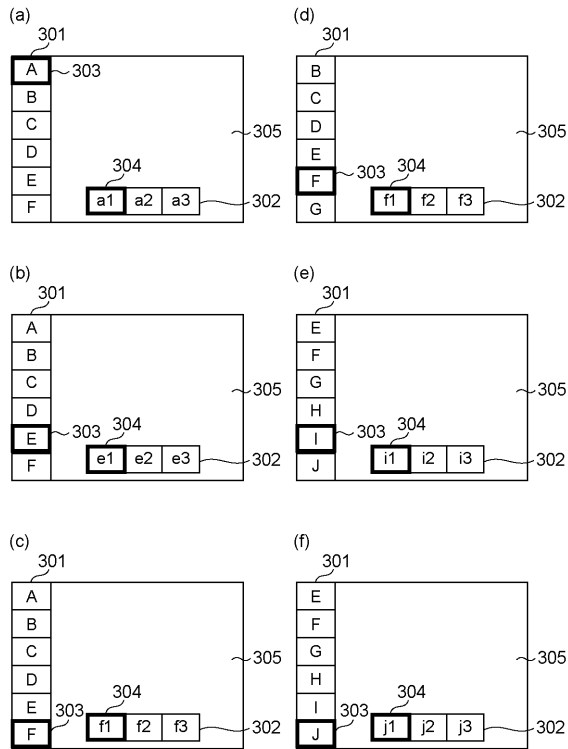 (a)
301
A
303
B
C
D
305
304
E
a1 a2 a3
302
F
(b)
301
A
B
C
305
D
304
E
303
e1 e2 e3
302
F
(c)
301
A
B
C
305
D
304
E
303
f1 f2 f3
302
F
(d)
301
B
C
D
305
E
304
303
F
f1 f2 f3
302
G
(e)
301
E
F
G
305
H
304
I
303
i1 i2 i3
302
J
(f)
301
E
F
G
305
H
304
I
303
j1 j2 j3
302
J